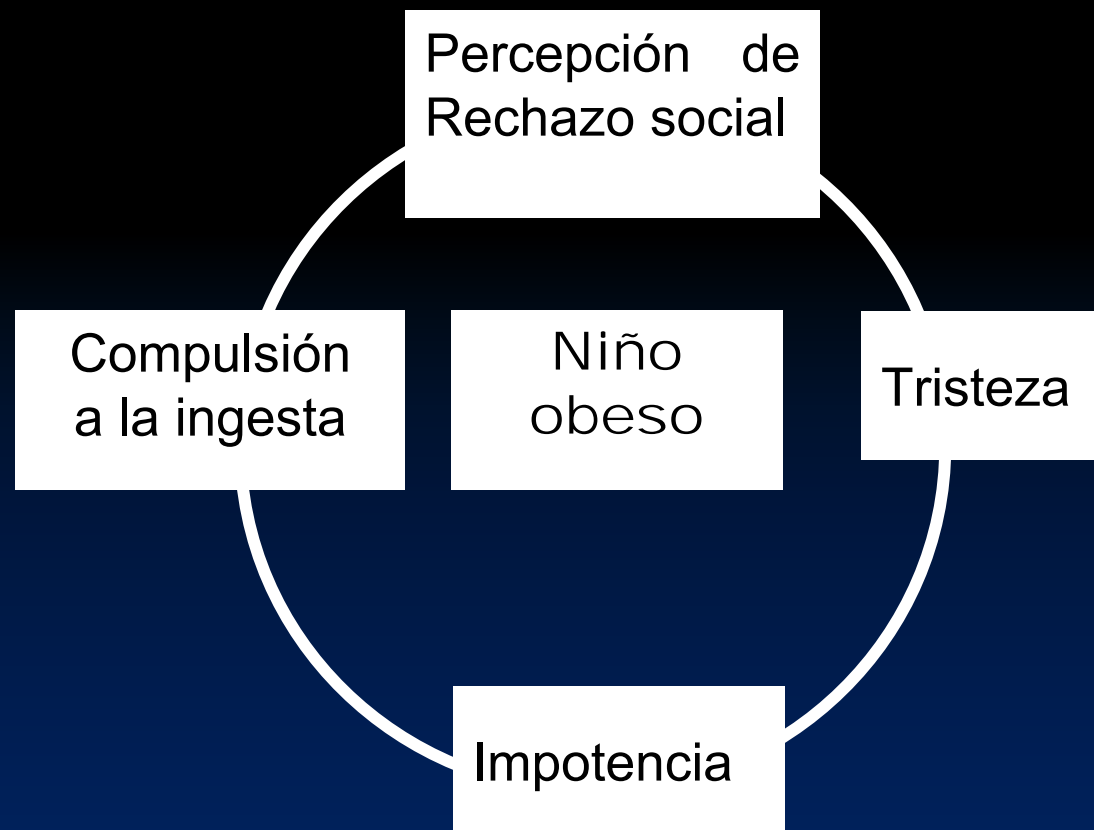 Percepción de
Rechazo social
Compulsión
a la ingesta
Niño
obeso
Tristeza
Impotencia